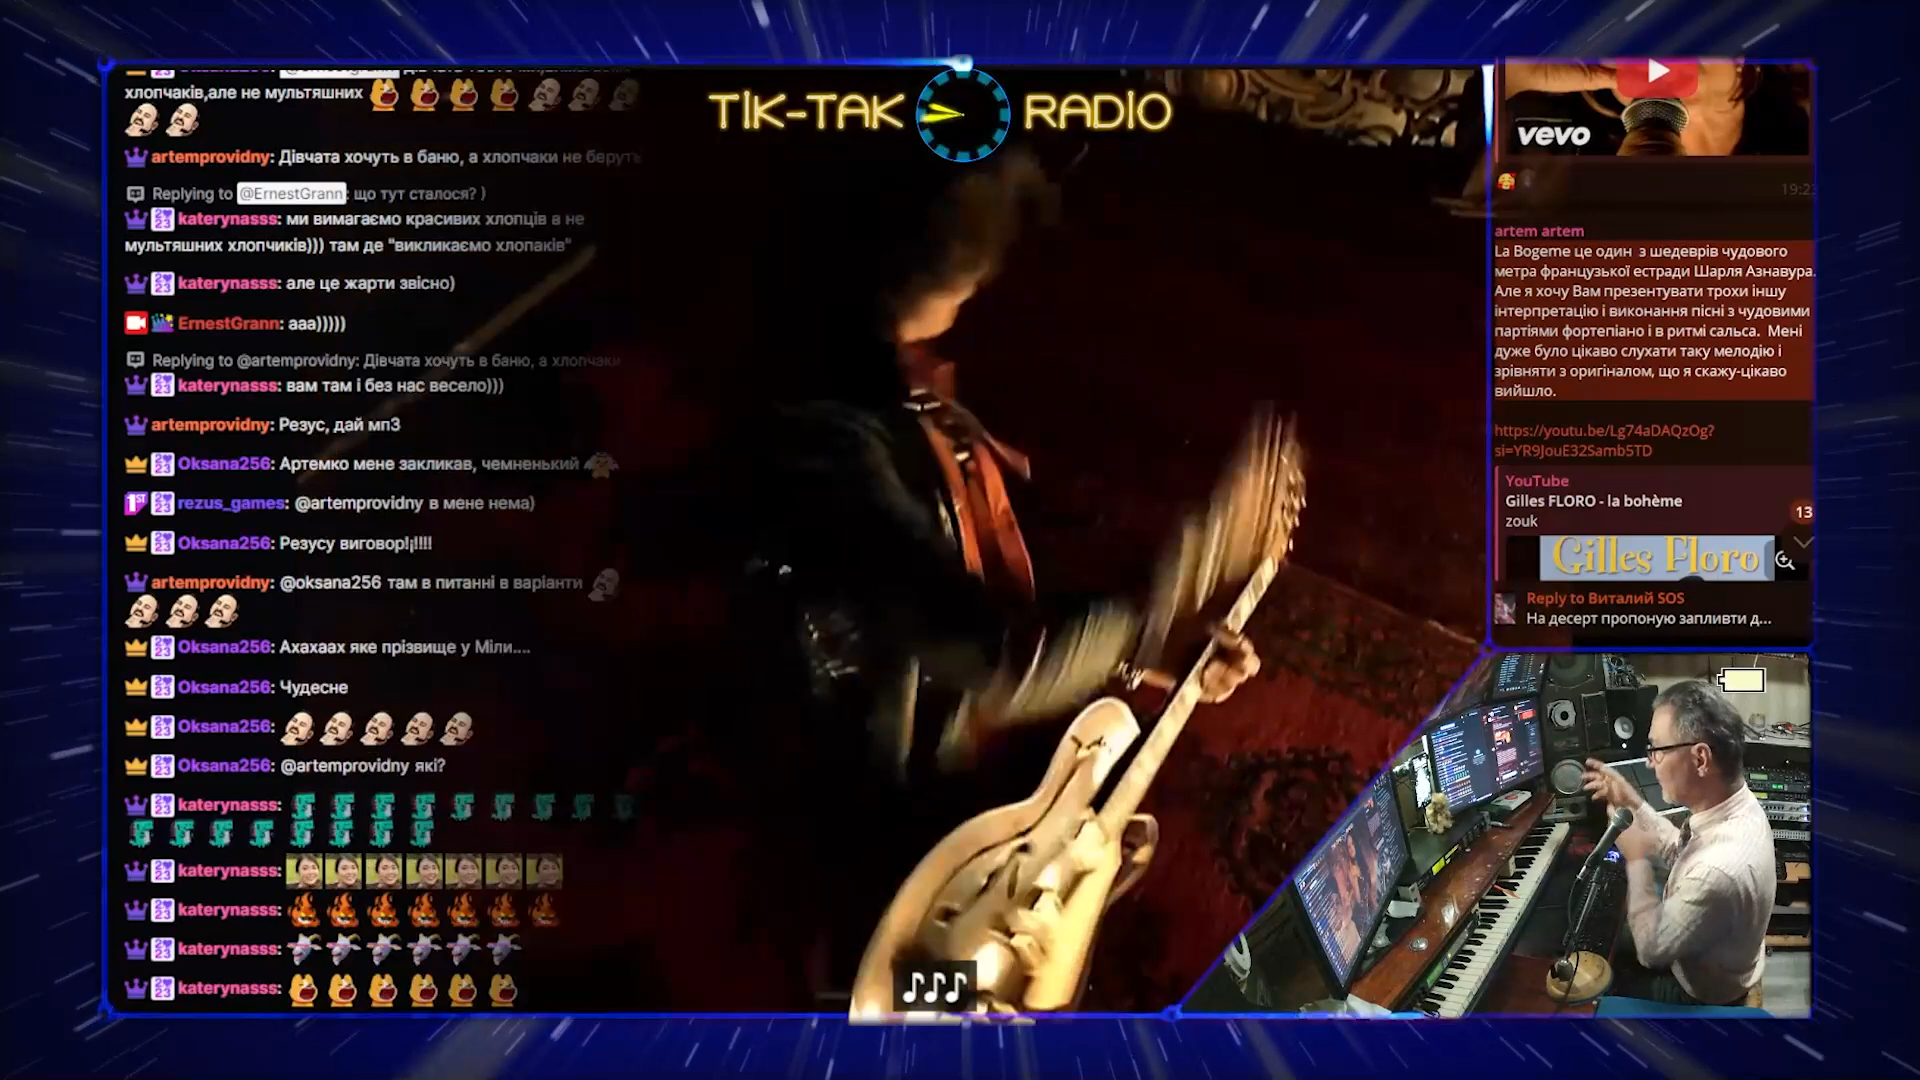 TIK-TAK RADIO
хлопчаків,але не мультяшних
artemprovidny: Дівчата хочуть в баню, а хлопчаки не беруть
Replying to @ErnestGrann: що тут сталося? )
katerynasss: ми вимагаємо красивих хлопців а не
мультяшних хлопчиків))) там де "викликаємо хлопаків"
katerynasss: але це жарти звісно)
ErnestGrann: ааа)))))
Replying to @artemprovidny: Дівчата хочуть в баню, а хлопчаки
katerynasss: вам там і без нас весело)))
artemprovidny: Резус, дай мп3
Oksana256: Артемко мене закликав, чемненький
rezus_games: @artemprovidny в мене нема)
Oksana256: Резусу виговор!¡!!!!
artemprovidny: @oksana256 там в питанні в варіанти
Oksana256: Ахахаах яке прізвище у Міли....
Oksana256: Чудесне
Oksana256:
Oksana256: @artemprovidny які?
katerynasss:
katerynasss:
katerynasss:
katerynasss:
katerynasss:
♪♪♪
vevo
19:23
artem artem
La Bogeme це один з шедеврів чудового
метра французької естради Шарля Азнавура.
Але я хочу Вам презентувати трохи іншу
інтерпретацію і виконання пісні з чудовими
партіями фортепіано і в ритмі сальса. Мені
дуже було цікаво слухати таку мелодію і
зрівняти з оригіналом, що я скажу-цікаво
вийшло.
https://youtu.be/Lg74aDAQzOg?
si=YR9JouE32Samb5TD
YouTube
Gilles FLORO - la bohème
zouk
13
Gilles Floro
Reply to Виталий SOS
На десерт пропоную запливти д...